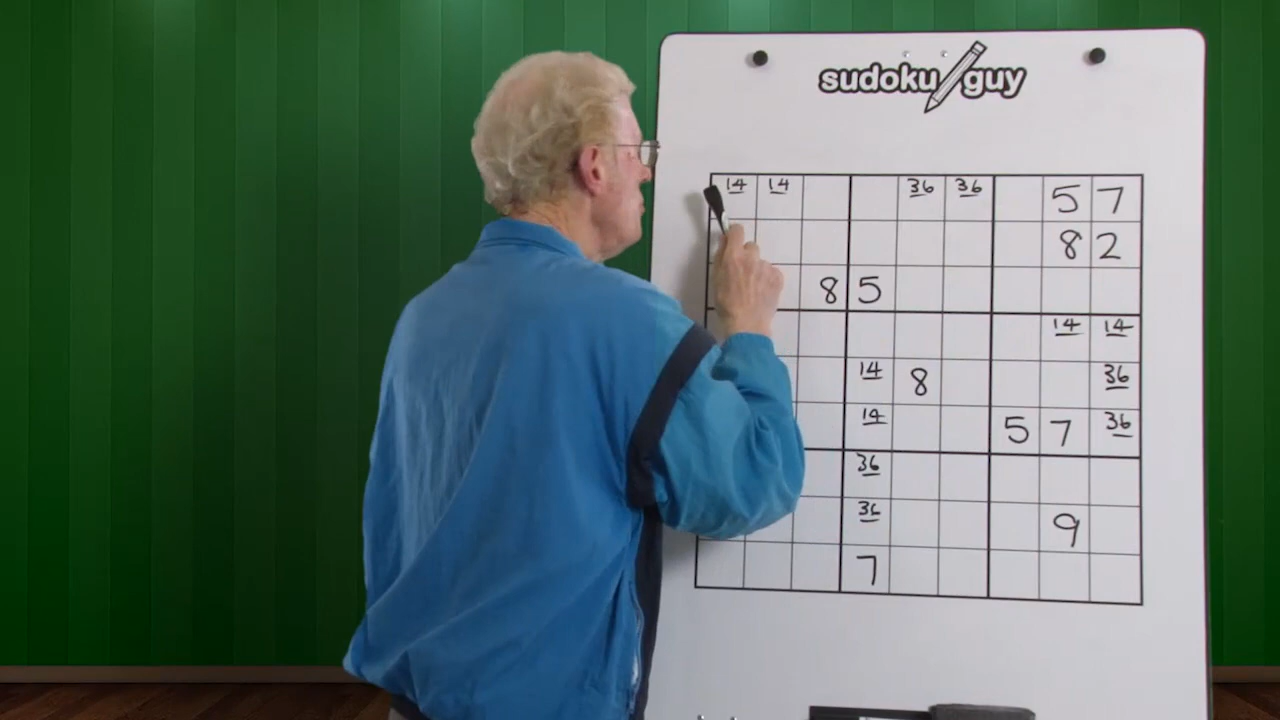 sudoku guy
14 14 36 36 5 7
8 2
8 5
14 14
14 8 36
14 5 7 36
36
36 9
7